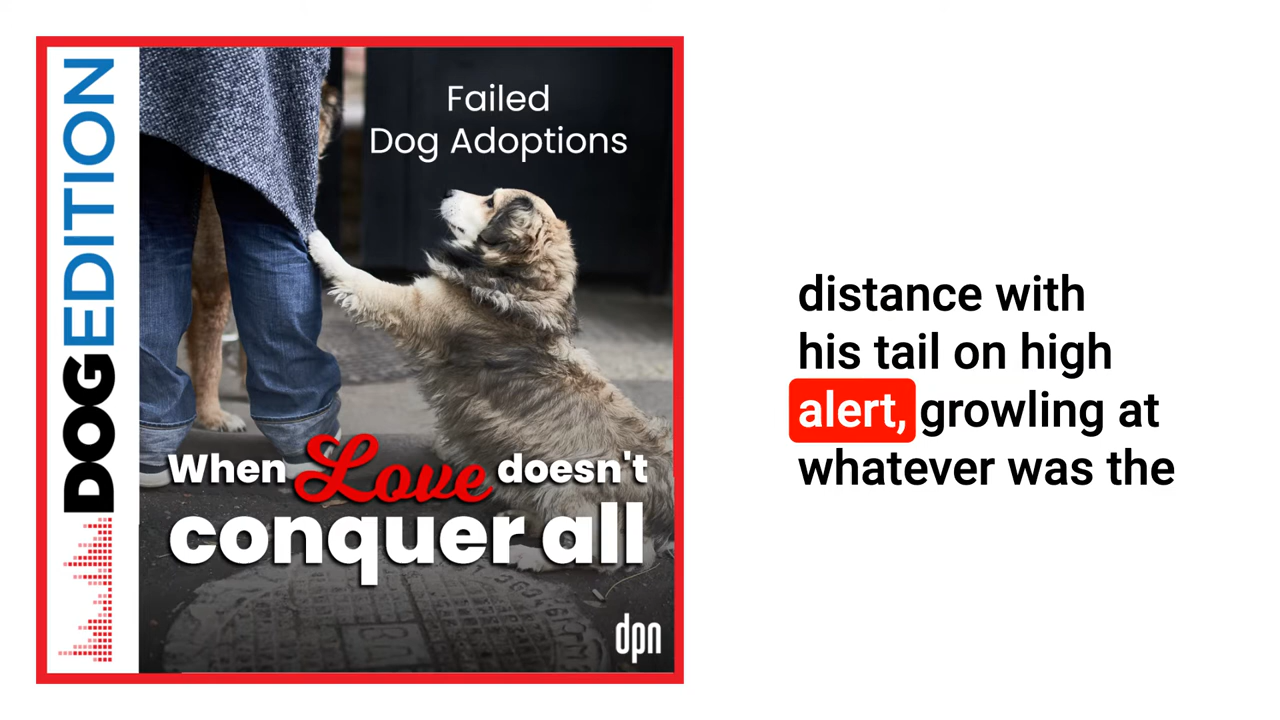 DOGEDITION
Failed
Dog Adoptions
When Love doesn't
conquer all
dpn
distance with
his tail on high
alert, growling at
whatever was the